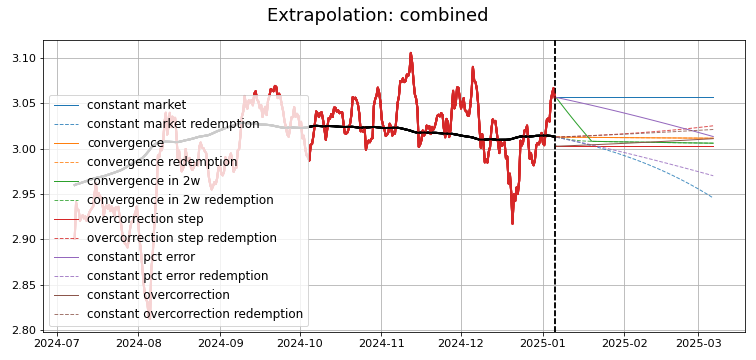 Extrapolation: combined
3.10
3.05
3.00
2.95
2.90
2.85
2.80
constant market
constant market redemption
convergence
convergence redemption
convergence in 2w
convergence in 2w redemption
overcorrection step
overcorrection step redemption
constant pct error
constant pct error redemption
constant overcorrection
constant overcorrection redemption
2024-07 2024-08 2024-09 2024-10 2024-11 2024-12 2025-01 2025-02 2025-03